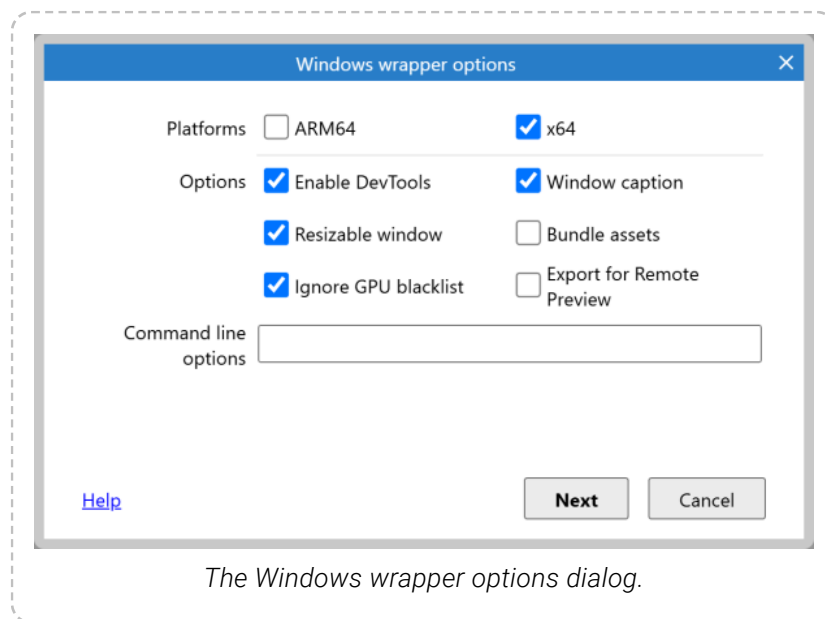 Windows wrapper options
Platforms ARM64 x64
Options Enable DevTools Window caption
Resizable window Bundle assets
Ignore GPU blacklist Export for Remote
Preview
Command line
options
Help Next Cancel
The Windows wrapper options dialog.